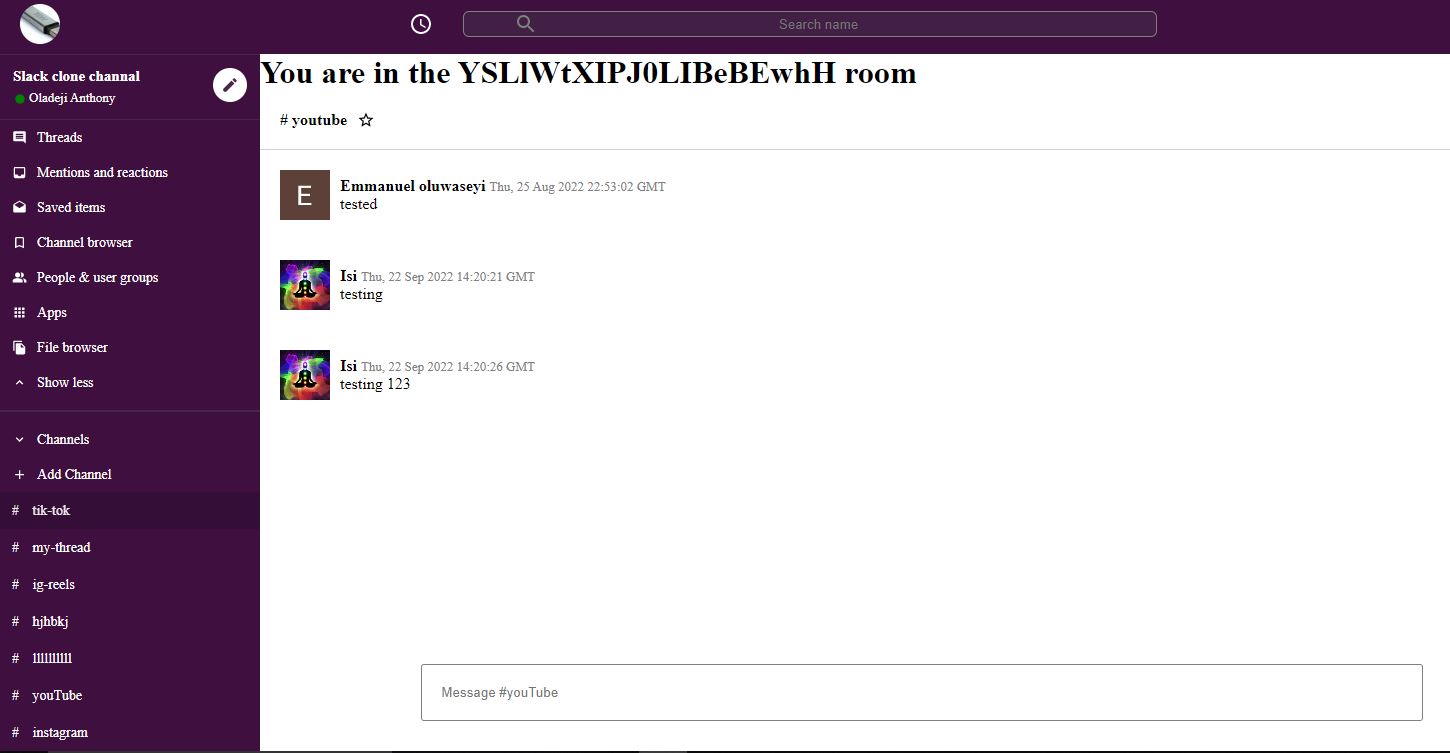 Search name
Slack clone channal
Oladeji Anthony
Threads
Mentions and reactions
Saved items
Channel browser
People & user groups
Apps
File browser
Show less
Channels
Add Channel
# tik-tok
# my-thread
# ig-reels
# hjhbkj
# llllllllll
# youTube
# instagram
You are in the YSLlWtXIPJ0LIBeBEwhH room
# youtube
E
Emmanuel oluwaseyi Thu, 25 Aug 2022 22:53:02 GMT
tested
Isi Thu, 22 Sep 2022 14:20:21 GMT
testing
Isi Thu, 22 Sep 2022 14:20:26 GMT
testing 123
Message #youTube